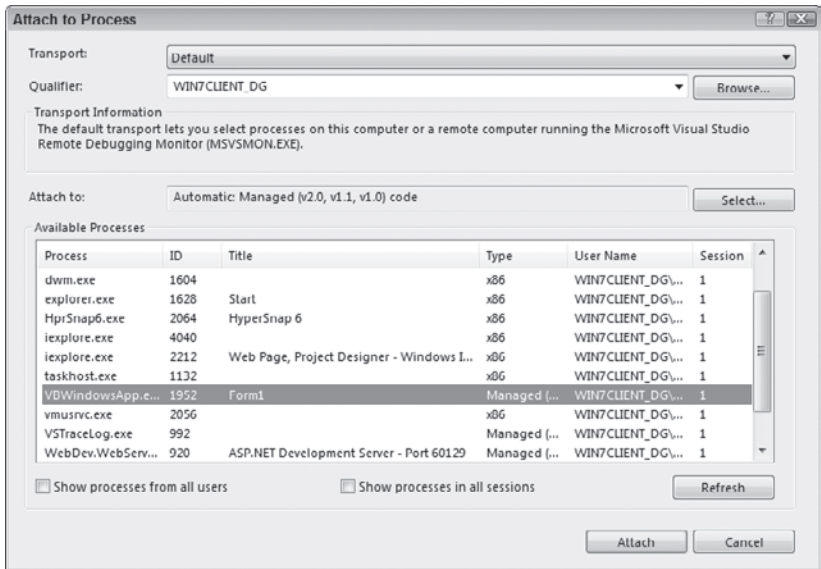 Attach to Process
Transport: Default
Qualifier: WIN7CLIENT_DG Browse...
Transport Information
The default transport lets you select processes on this computer or a remote computer running the Microsoft Visual Studio
Remote Debugging Monitor (MSVSMON.EXE).
Attach to: Automatic: Managed (v2.0, v1.1, v1.0) code Select...
Available Processes
Process ID Title Type User Name Session
dwm.exe 1604 x86 WIN7CLIENT_DG\... 1
explorer.exe 1628 Start x86 WIN7CLIENT_DG\... 1
HprSnap6.exe 2064 HyperSnap 6 x86 WIN7CLIENT_DG\... 1
iexplore.exe 4040 x86 WIN7CLIENT_DG\... 1
iexplore.exe 2212 Web Page, Project Designer - Windows I... x86 WIN7CLIENT_DG\... 1
taskhost.exe 1132 x86 WIN7CLIENT_DG\... 1
VBWindowsApp.e... 1952 Form1 Managed (... WIN7CLIENT_DG\... 1
vmusrvc.exe 2056 x86 WIN7CLIENT_DG\... 1
VSTraceLog.exe 992 Managed (... WIN7CLIENT_DG\... 1
WebDev.WebServ... 920 ASP.NET Development Server - Port 60129 Managed (... WIN7CLIENT_DG\... 1
Show processes from all users Show processes in all sessions Refresh
Attach Cancel